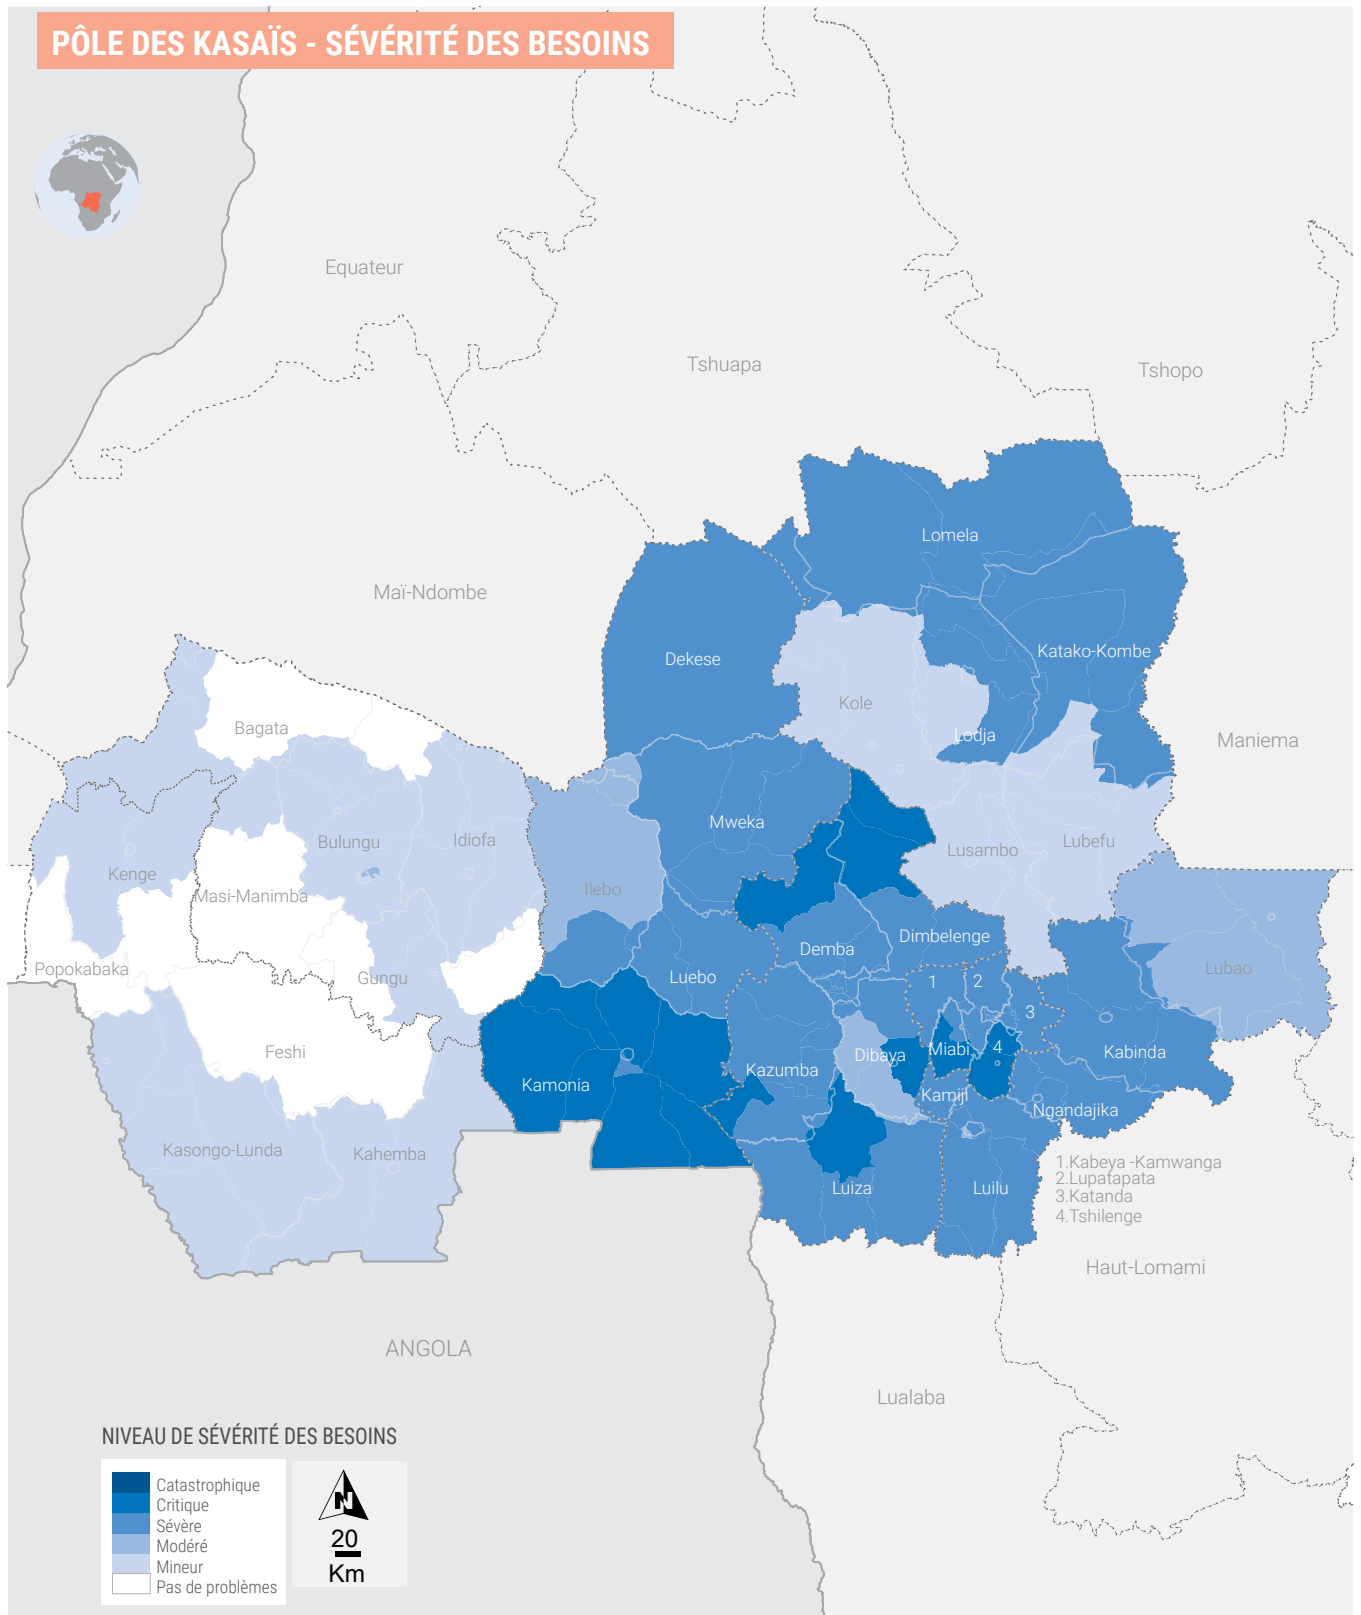 PÔLE DES KASAÏS - SÉVÉRITÉ DES BESOINS
Equateur
Tshuapa
Tshopo
Maï-Ndombe
Lomela
Dekese
Katako-Kombe
Kole
Bagata
Lodja
Maniema
Mweka
Bulungu
Idiofa
Lusambo
Lubefu
Kenge
Ilebo
Masi-Manimba
Dimbelenge
Demba
Popokabaka
Gungu
Luebo
Lubao
1
2
3
4
Feshi
Dibaya
Miabi
Kabinda
Kazumba
Kamonia
Kamiji
Ngandajika
Kasongo-Lunda
Kahemba
Luiza
Luilu
1.Kabeya -Kamwanga
2.Lupatapata
3.Katanda
4.Tshilenge
Haut-Lomami
ANGOLA
Lualaba
NIVEAU DE SÉVÉRITÉ DES BESOINS
Catastrophique
Critique
Sévère
Modéré
Mineur
Pas de problèmes
N
20
Km